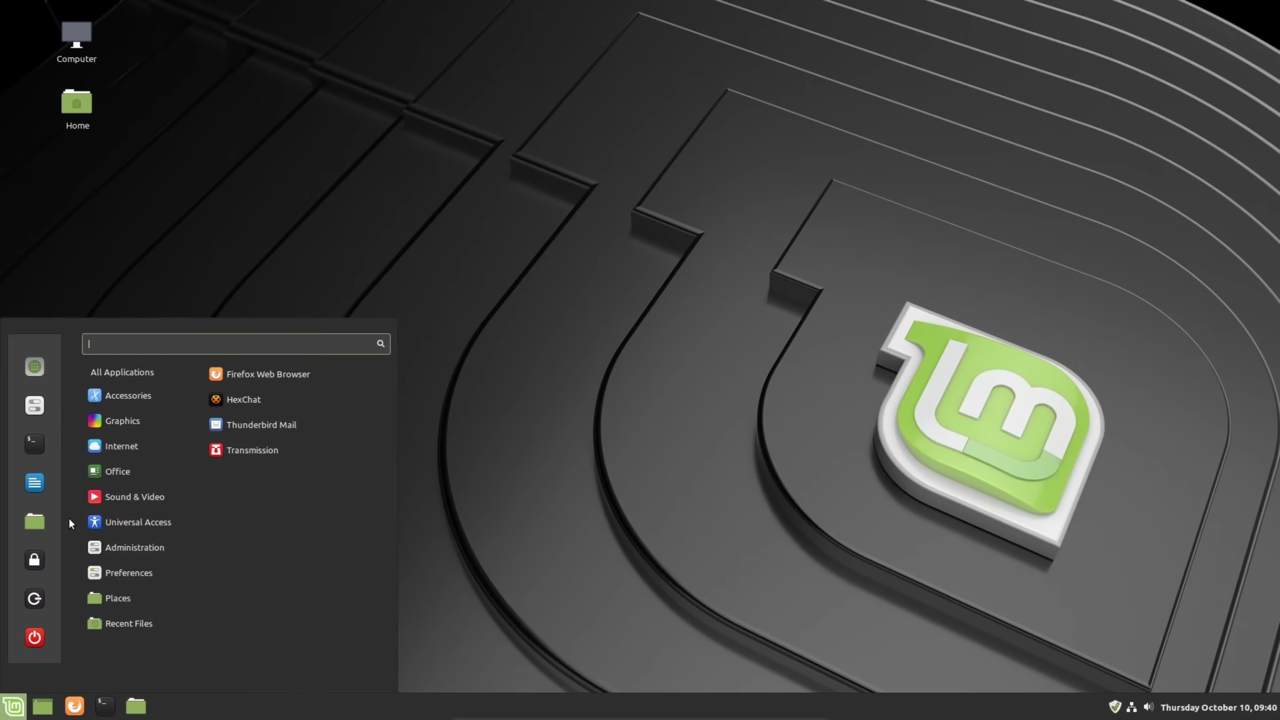 Computer
Home
All Applications
Accessories
Graphics
Internet
Office
Sound & Video
Universal Access
Administration
Preferences
Places
Recent Files
Firefox Web Browser
HexChat
Thunderbird Mail
Transmission
Thursday October 10, 09:40